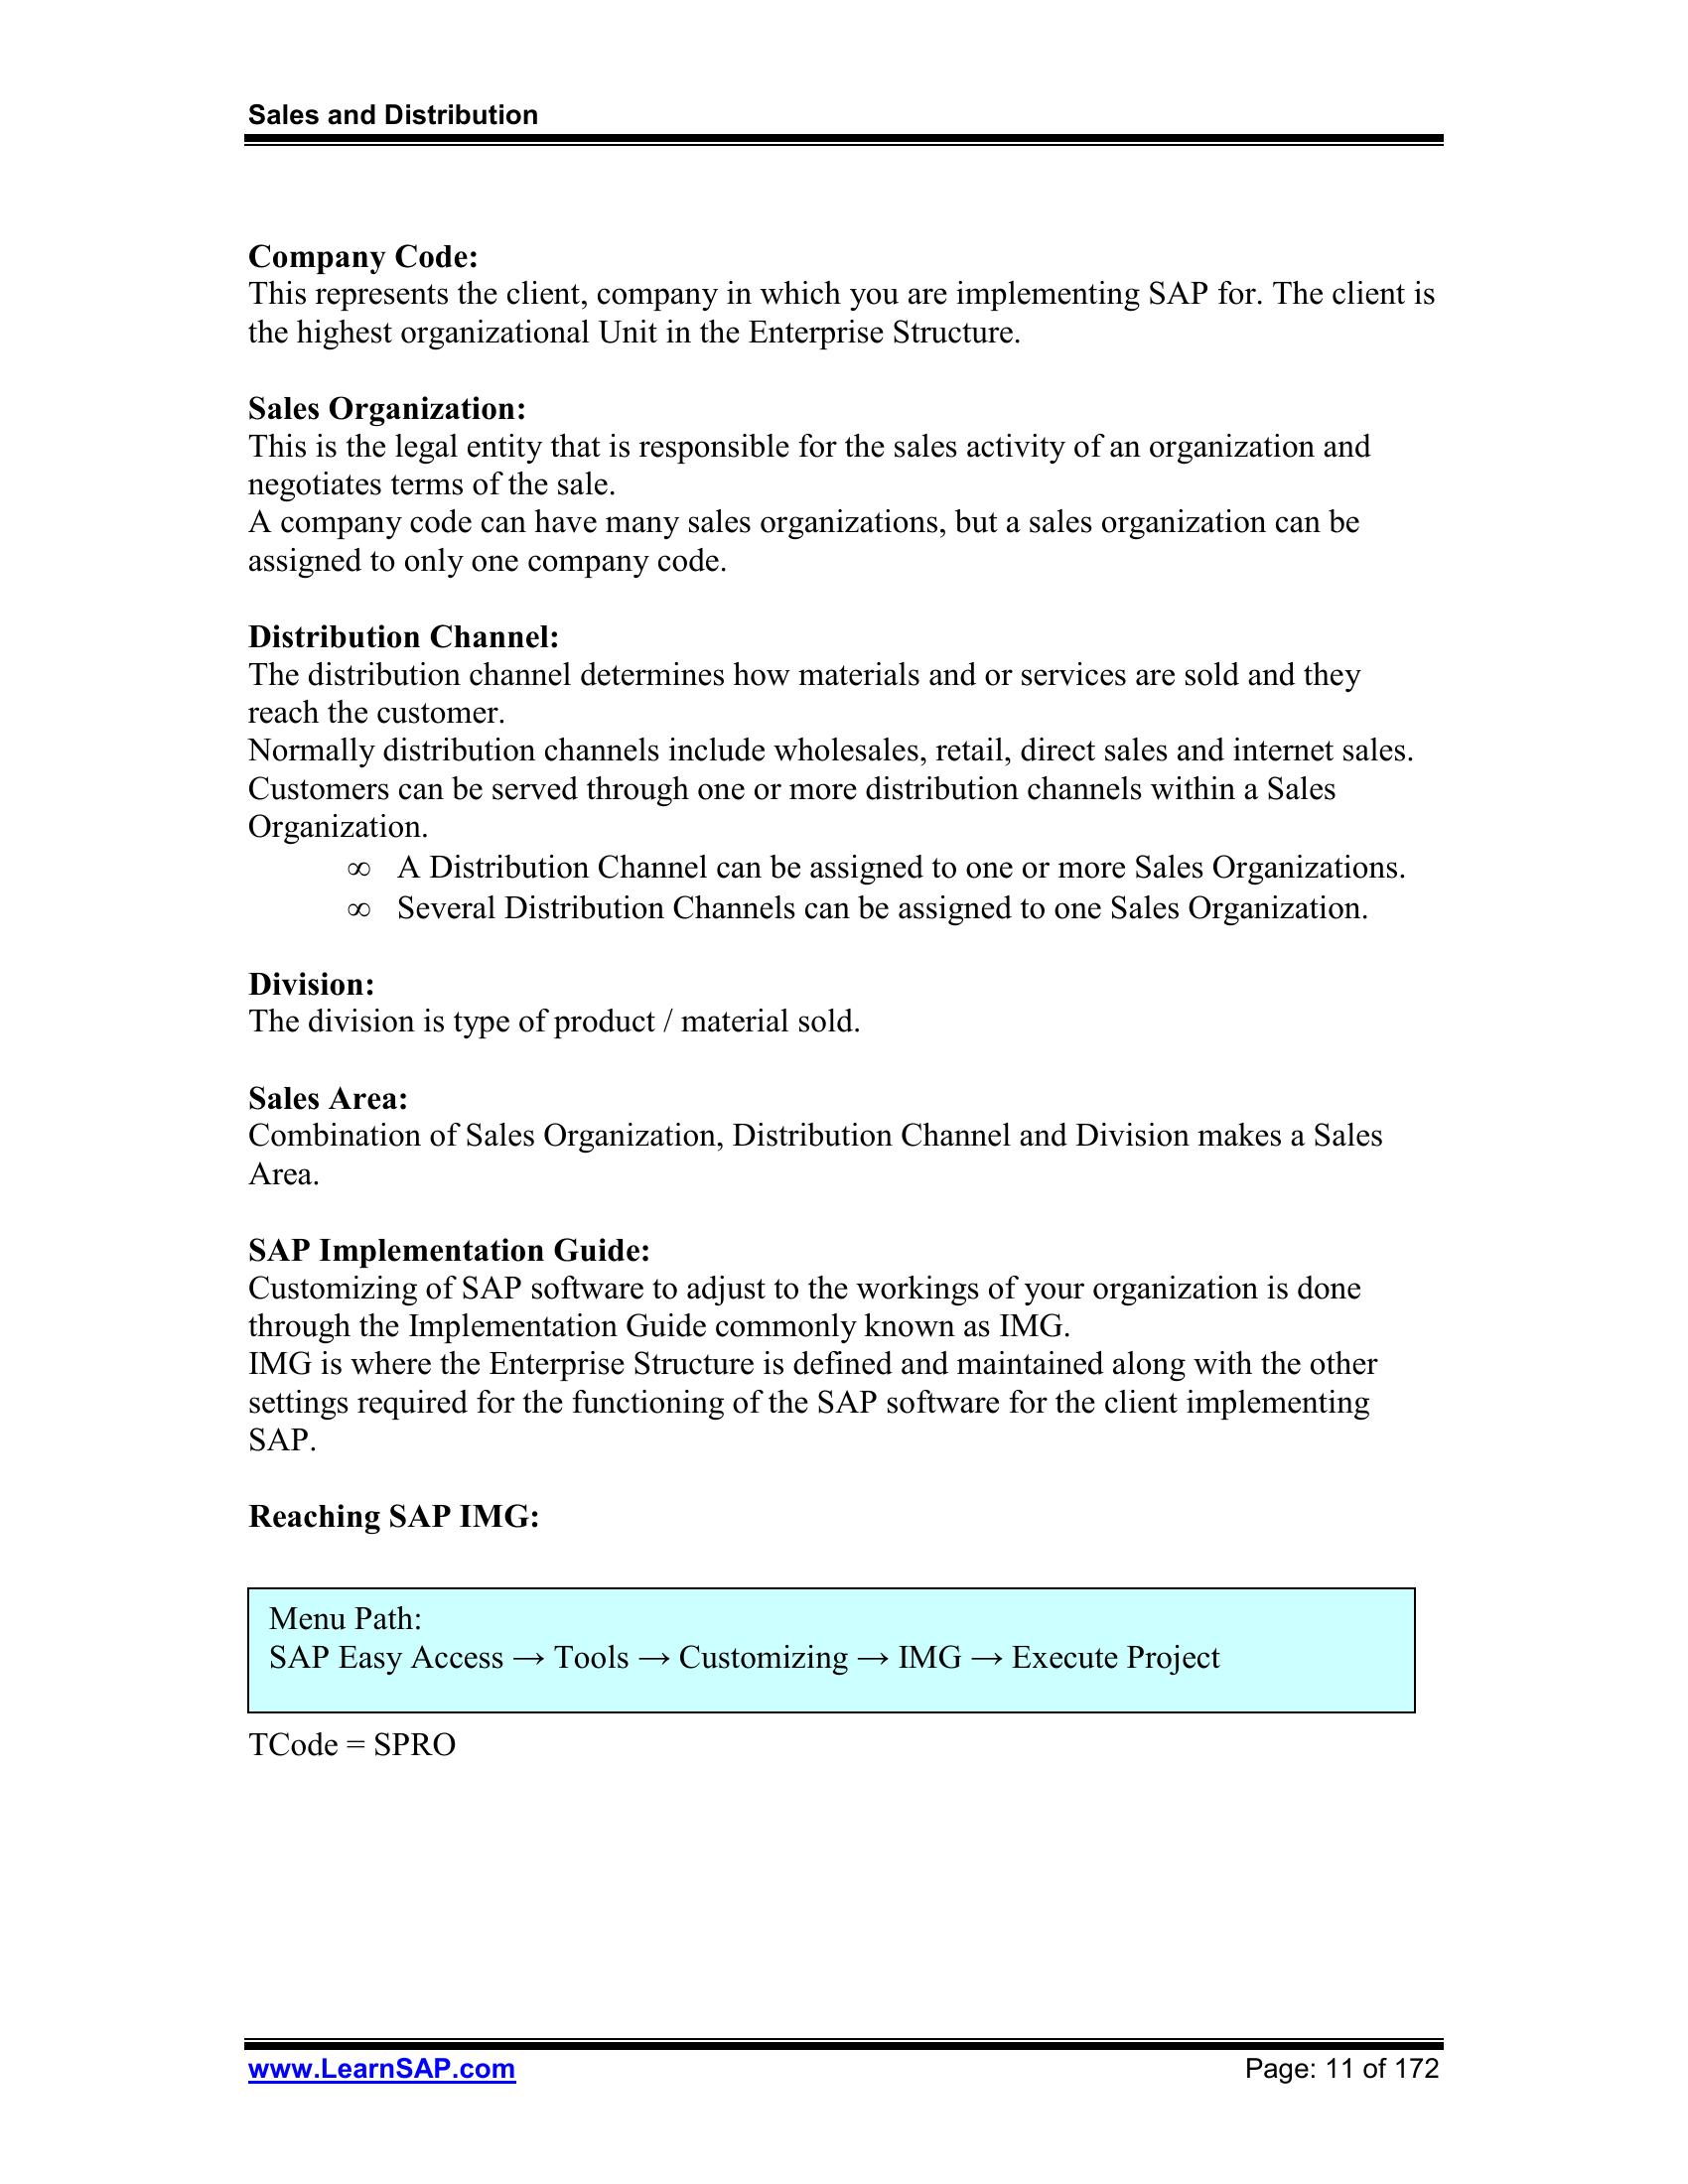 Sales and Distribution
Company Code:
This represents the client, company in which you are implementing SAP for. The client is
the highest organizational Unit in the Enterprise Structure.
Sales Organization:
This is the legal entity that is responsible for the sales activity of an organization and
negotiates terms of the sale.
A company code can have many sales organizations, but a sales organization can be
assigned to only one company code.
Distribution Channel:
The distribution channel determines how materials and or services are sold and they
reach the customer.
Normally distribution channels include wholesales, retail, direct sales and internet sales.
Customers can be served through one or more distribution channels within a Sales
Organization.
∞ A Distribution Channel can be assigned to one or more Sales Organizations.
∞ Several Distribution Channels can be assigned to one Sales Organization.
Division:
The division is type of product / material sold.
Sales Area:
Combination of Sales Organization, Distribution Channel and Division makes a Sales
Area.
SAP Implementation Guide:
Customizing of SAP software to adjust to the workings of your organization is done
through the Implementation Guide commonly known as IMG.
IMG is where the Enterprise Structure is defined and maintained along with the other
settings required for the functioning of the SAP software for the client implementing
SAP.
Reaching SAP IMG:
Menu Path:
SAP Easy Access → Tools → Customizing → IMG → Execute Project
TCode = SPRO
www.LearnSAP.com Page: 11 of 172